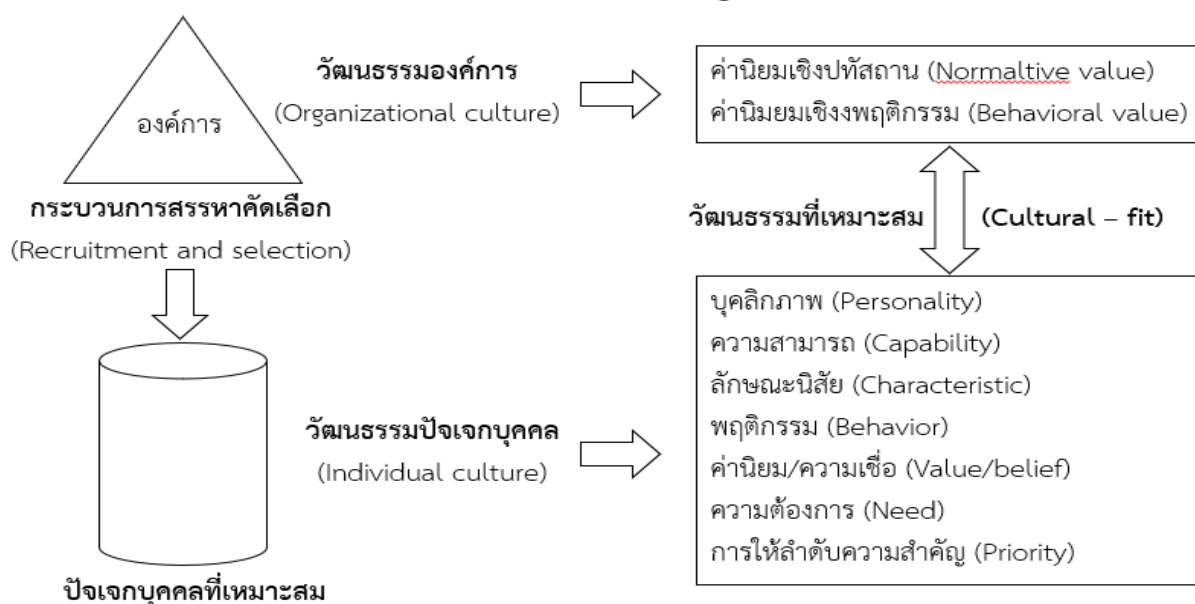 วัฒนธรรมองค์การ
(Organizational culture)
องค์การ
ค่านิยมเชิงปทัสถาน (Normaltive value)
ค่านิมยมเชิงงพฤติกรรม (Behavioral value)
กระบวนการสรรหาคัดเลือก
(Recruitment and selection)
วัฒนธรรมที่เหมาะสม (Cultural – fit)
บุคลิกภาพ (Personality)
ความสามารถ (Capability)
ลักษณะนิสัย (Characteristic)
พฤติกรรม (Behavior)
ค่านิยม/ความเชื่อ (Value/belief)
ความต้องการ (Need)
การให้ลำดับความสำคัญ (Priority)
วัฒนธรรมปัจเจกบุคคล
(Individual culture)
ปัจเจกบุคคลที่เหมาะสม